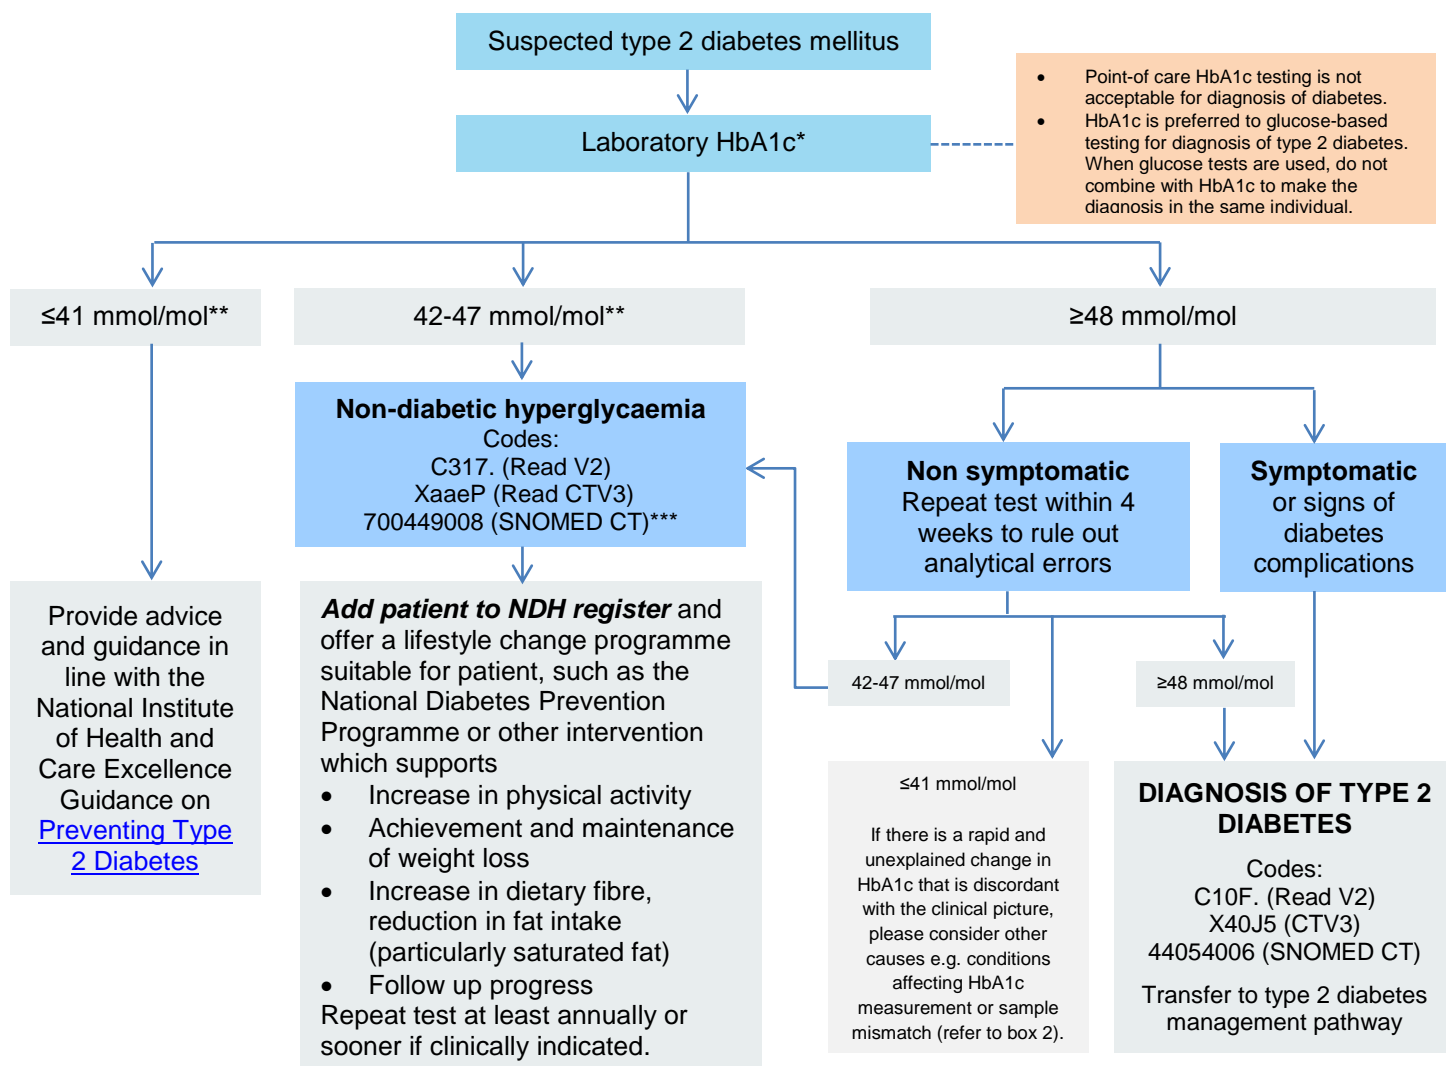 Suspected type 2 diabetes mellitus
• Point-of care HbA1c testing is not
acceptable for diagnosis of diabetes.
• HbA1c is preferred to glucose-based
testing for diagnosis of type 2 diabetes.
When glucose tests are used, do not
combine with HbA1c to make the
diagnosis in the same individual.
Laboratory HbA1c*
≤41 mmol/mol**
42-47 mmol/mol**
≥48 mmol/mol
Non-diabetic hyperglycaemia
Codes:
C317. (Read V2)
XaaeP (Read CTV3)
700449008 (SNOMED CT)***
Non symptomatic
Repeat test within 4
weeks to rule out
analytical errors
Symptomatic
or signs of
diabetes
complications
Provide advice
and guidance in
line with the
National Institute
of Health and
Care Excellence
Guidance on
Preventing Type
2 Diabetes
Add patient to NDH register and
offer a lifestyle change programme
suitable for patient, such as the
National Diabetes Prevention
Programme or other intervention
which supports
• Increase in physical activity
• Achievement and maintenance
of weight loss
• Increase in dietary fibre,
reduction in fat intake
(particularly saturated fat)
• Follow up progress
Repeat test at least annually or
sooner if clinically indicated.
42-47 mmol/mol
≥48 mmol/mol
≤41 mmol/mol
If there is a rapid and
unexplained change in
HbA1c that is discordant
with the clinical picture,
please consider other
causes e.g. conditions
affecting HbA1c
measurement or sample
mismatch (refer to box 2).
DIAGNOSIS OF TYPE 2
DIABETES
Codes:
C10F. (Read V2)
X40J5 (CTV3)
44054006 (SNOMED CT)
Transfer to type 2 diabetes
management pathway